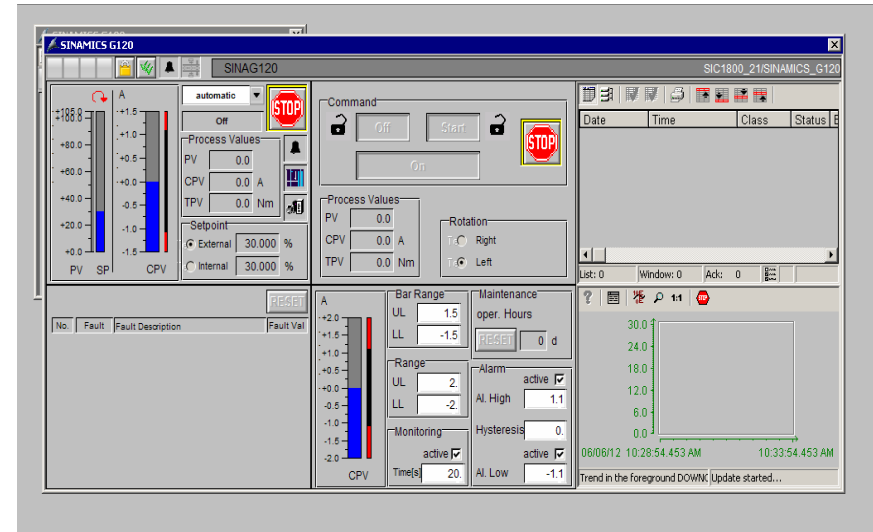 SINAMICS G120
SINAMICS G120
SINAG120
SIC1800_21/SINAMICS_G120
A
+105.0
+80.0
+60.0
+40.0
+20.0
+0.0
PV SP
+1.5
+1.0
+0.5
+0.0
-0.5
-1.0
-1.5
CPV
automatic
Off
STOP
Process Values
PV 0.0
CPV 0.0 A
TPV 0.0 Nm
Setpoint
External 30.000 %
Internal 30.000 %
Command
Off Start
On
STOP
Process Values
PV 0.0
CPV 0.0 A
TPV 0.0 Nm
Rotation
Right
Left
Date Time Class Status
List: 0 Window: 0 Ack: 0
RESET
No. Fault Fault Description Fault Val
A
+2.0
+1.5
+1.0
+0.5
+0.0
-0.5
-1.0
-1.5
-2.0
CPV
Bar Range
UL 1.5
LL -1.5
Range
UL 2.
LL -2.
Monitoring
active
Time[s] 20.
Maintenance
oper. Hours
RESET 0 d
Alarm
active
Al. High 1.1
Hysteresis 0.
active
Al. Low -1.1
1:1
30.0
24.0
18.0
12.0
6.0
0.0
06/06/12 10:28:54.453 AM 10:33:54.453 AM
Trend in the foreground DOWNC Update started...